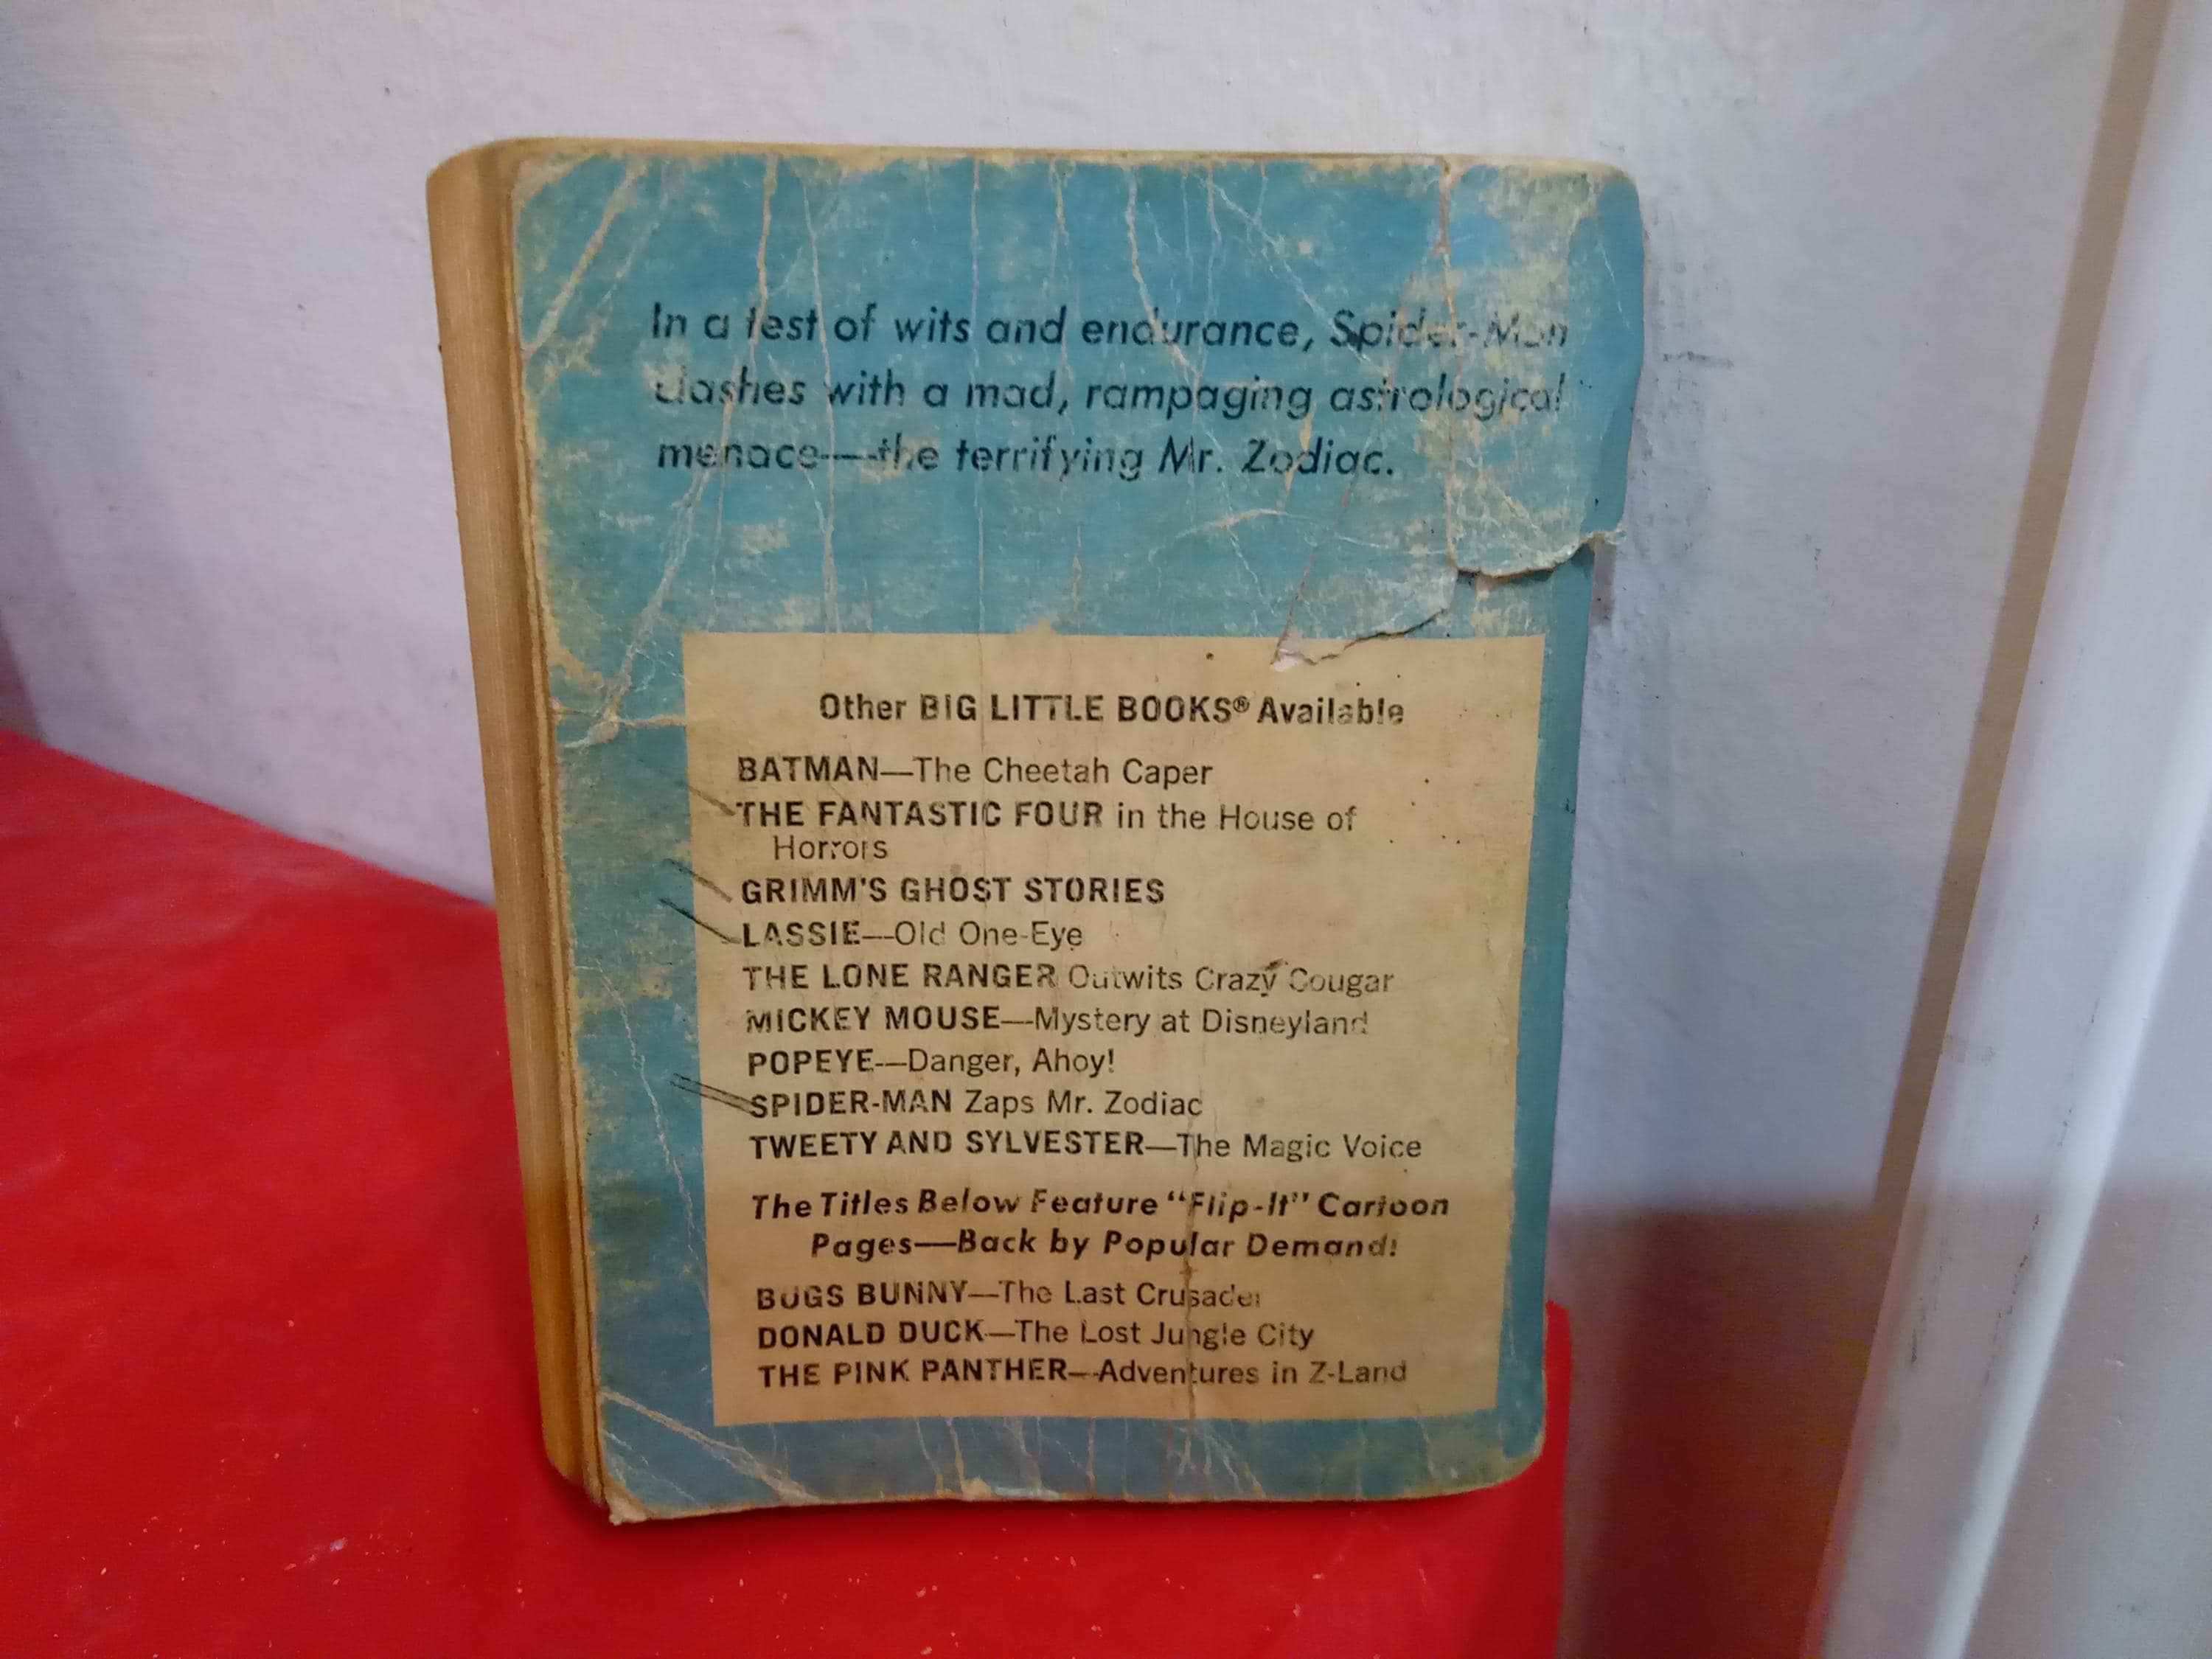 In a test of wits and endurance, Spider-Man
clashes with a mad, rampaging astrological
menace—the terrifying Mr. Zodiac.
Other BIG LITTLE BOOKS® Available
BATMAN—The Cheetah Caper
THE FANTASTIC FOUR in the House of
Horrors
GRIMM'S GHOST STORIES
LASSIE—Old One-Eye
THE LONE RANGER Outwits Crazy Cougar
MICKEY MOUSE—Mystery at Disneyland
POPEYE—Danger, Ahoy!
SPIDER-MAN Zaps Mr. Zodiac
TWEETY AND SYLVESTER—The Magic Voice
The Titles Below Feature "Flip-It" Cartoon
Pages—Back by Popular Demand!
BUGS BUNNY—The Last Crusader
DONALD DUCK—The Lost Jungle City
THE PINK PANTHER—Adventures in Z-Land